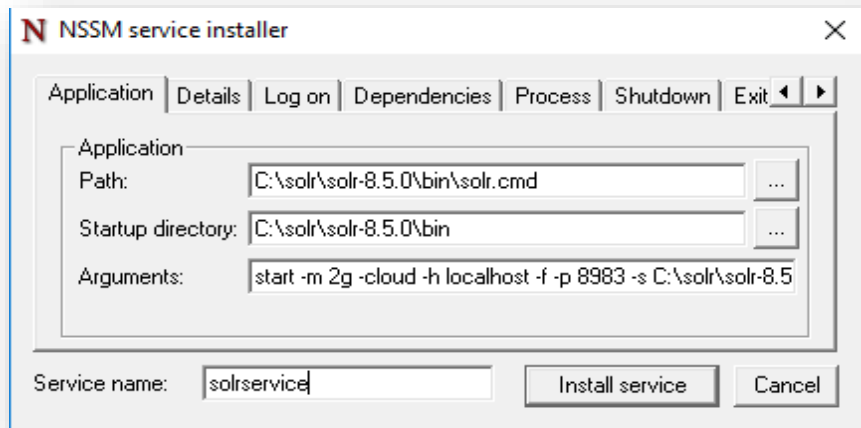 N NSSM service installer
Application Details Log on Dependencies Process Shutdown Exit
Application
Path: C:\solr\solr-8.5.0\bin\solr.cmd ...
Startup directory: C:\solr\solr-8.5.0\bin ...
Arguments: start -m 2g -cloud -h localhost -f -p 8983 -s C:\solr\solr-8.5
Service name: solrservice Install service Cancel